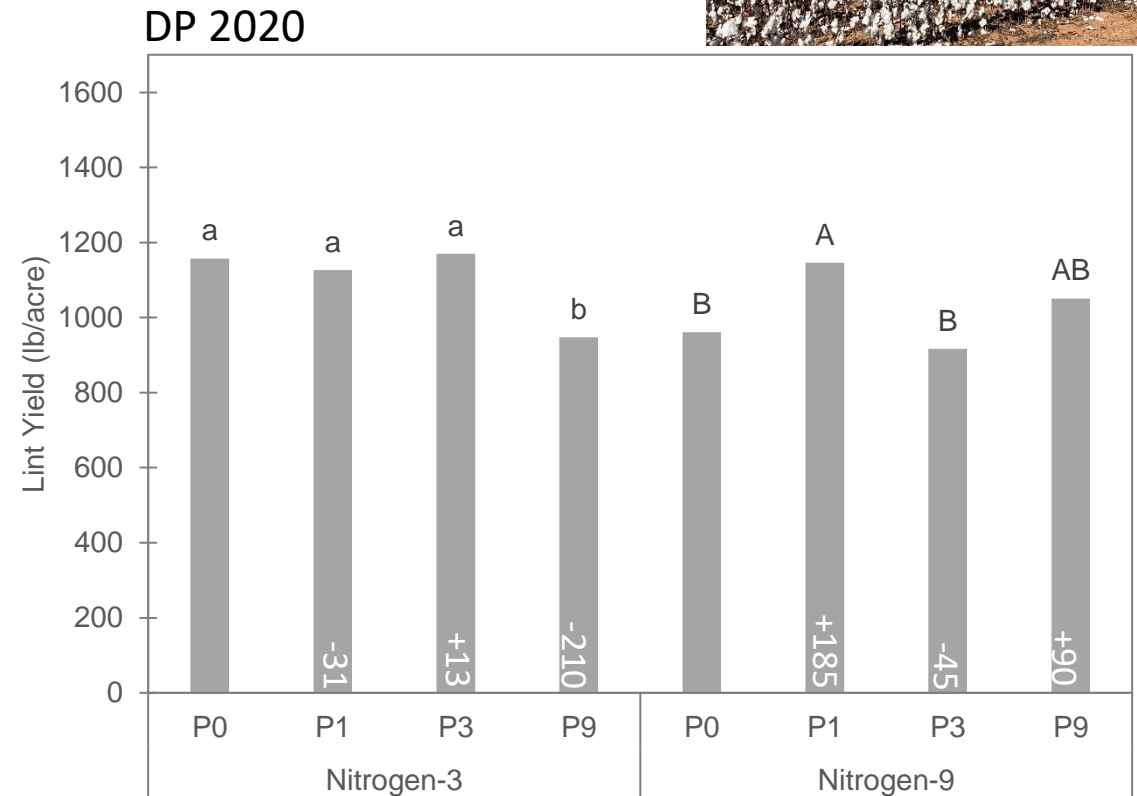 DP 2020
1600
1400
1200
1000
800
600
400
200
0
Lint Yield (lb/acre)
a
a
a
b
B
A
B
AB
-31
+13
-210
+185
-45
+90
P0 P1 P3 P9 P0 P1 P3 P9
Nitrogen-3 Nitrogen-9